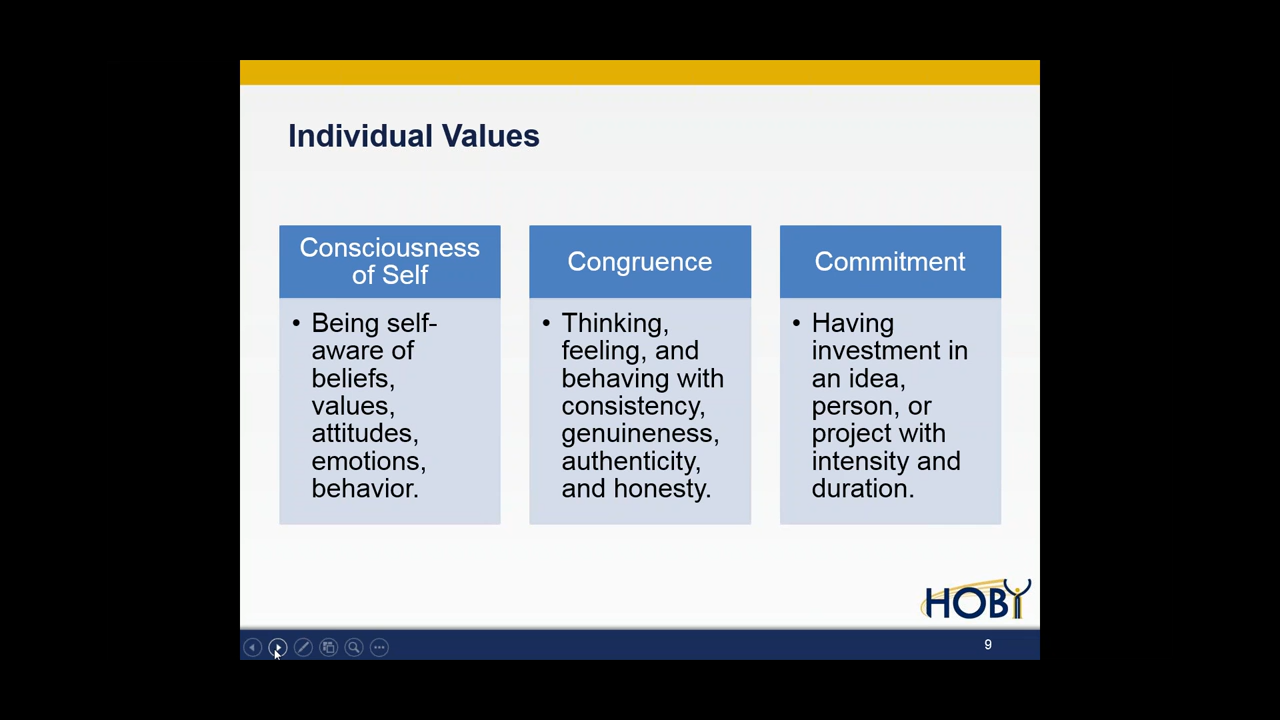 Individual Values
Consciousness
of Self
• Being self-
aware of
beliefs,
values,
attitudes,
emotions,
behavior.
Congruence
• Thinking,
feeling, and
behaving with
consistency,
genuineness,
authenticity,
and honesty.
Commitment
• Having
investment in
an idea,
person, or
project with
intensity and
duration.
HOBY
9